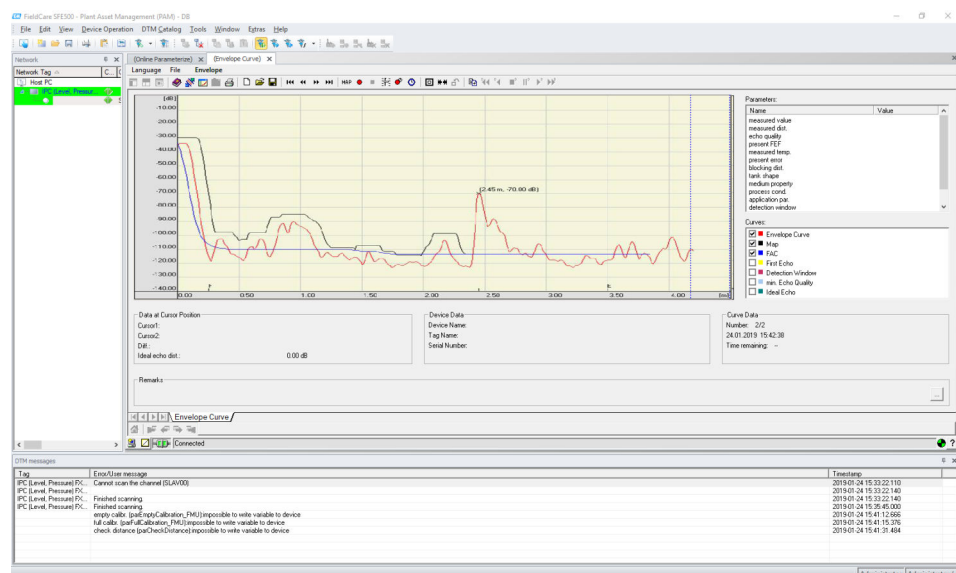 FieldCare SFE500 - Plant Asset Management (PAM) - DB
File Edit View Device Operation DTM Catalog Tools Window Extras Help
Network
(Online Parameterize) (Envelope Curve)
Network Tag C...
Language File Envelope
Host PC
IPC (Level, Pressur...
MAP
[dB]
-10.00
-20.00
-30.00
-40.00
-50.00
-60.00
-70.00
-80.00
-90.00
-100.00
-110.00
-120.00
-130.00
-140.00
(2.45 m, -70.00 dB)
0.00 0.50 1.00 1.50 2.00 2.50 3.00 3.50 4.00 [m]
Parameters:
Name Value
measured value
measured dist.
echo quality
present FEF
measured temp.
present error
blocking dist.
tank shape
medium property
process cond.
application par.
detection window
Curves:
Envelope Curve
Map
FAC
First Echo
Detection Window
min. Echo Quality
Ideal Echo
Data at Cursor Position
Cursor1:
Cursor2:
Diff.:
Ideal echo dist.: 0.00 dB
Device Data
Device Name:
Tag Name:
Serial Number:
Curve Data
Number: 2/2
24.01.2019 15:42:38
Time remaining: --
Remarks
...
Envelope Curve
Connected
DTM messages
Tag Error/User message Timestamp
IPC (Level, Pressure) FX... Cannot scan the channel (SLAV00) 2019-01-24 15:33:22.110
IPC (Level, Pressure) FX... 2019-01-24 15:33:22.140
IPC (Level, Pressure) FX... Finished scanning. 2019-01-24 15:33:22.140
IPC (Level, Pressure) FX... Finished scanning. 2019-01-24 15:35:45.000
empty calibr. (parEmptyCalibration_FMU):impossible to write variable to device 2019-01-24 15:41:12.666
full calibr. (parFullCalibration_FMU):impossible to write variable to device 2019-01-24 15:41:15.376
check distance (parCheckDistance):impossible to write variable to device 2019-01-24 15:41:31.484